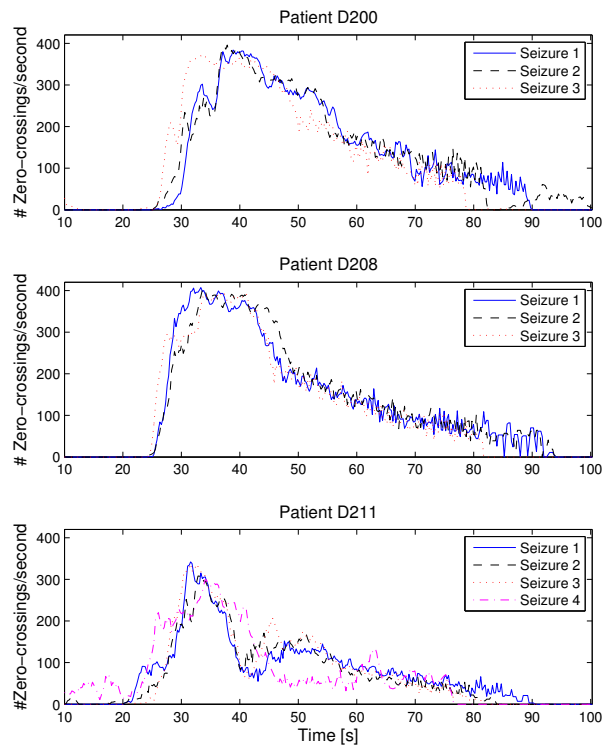 Patient D200
# Zero-crossings/second
400
300
200
100
0
10 20 30 40 50 60 70 80 90 100
Seizure 1
Seizure 2
Seizure 3
Patient D208
# Zero-crossings/second
400
300
200
100
0
10 20 30 40 50 60 70 80 90 100
Seizure 1
Seizure 2
Seizure 3
Patient D211
#Zero-crossings/second
400
300
200
100
0
10 20 30 40 50 60 70 80 90 100
Seizure 1
Seizure 2
Seizure 3
Seizure 4
Time [s]